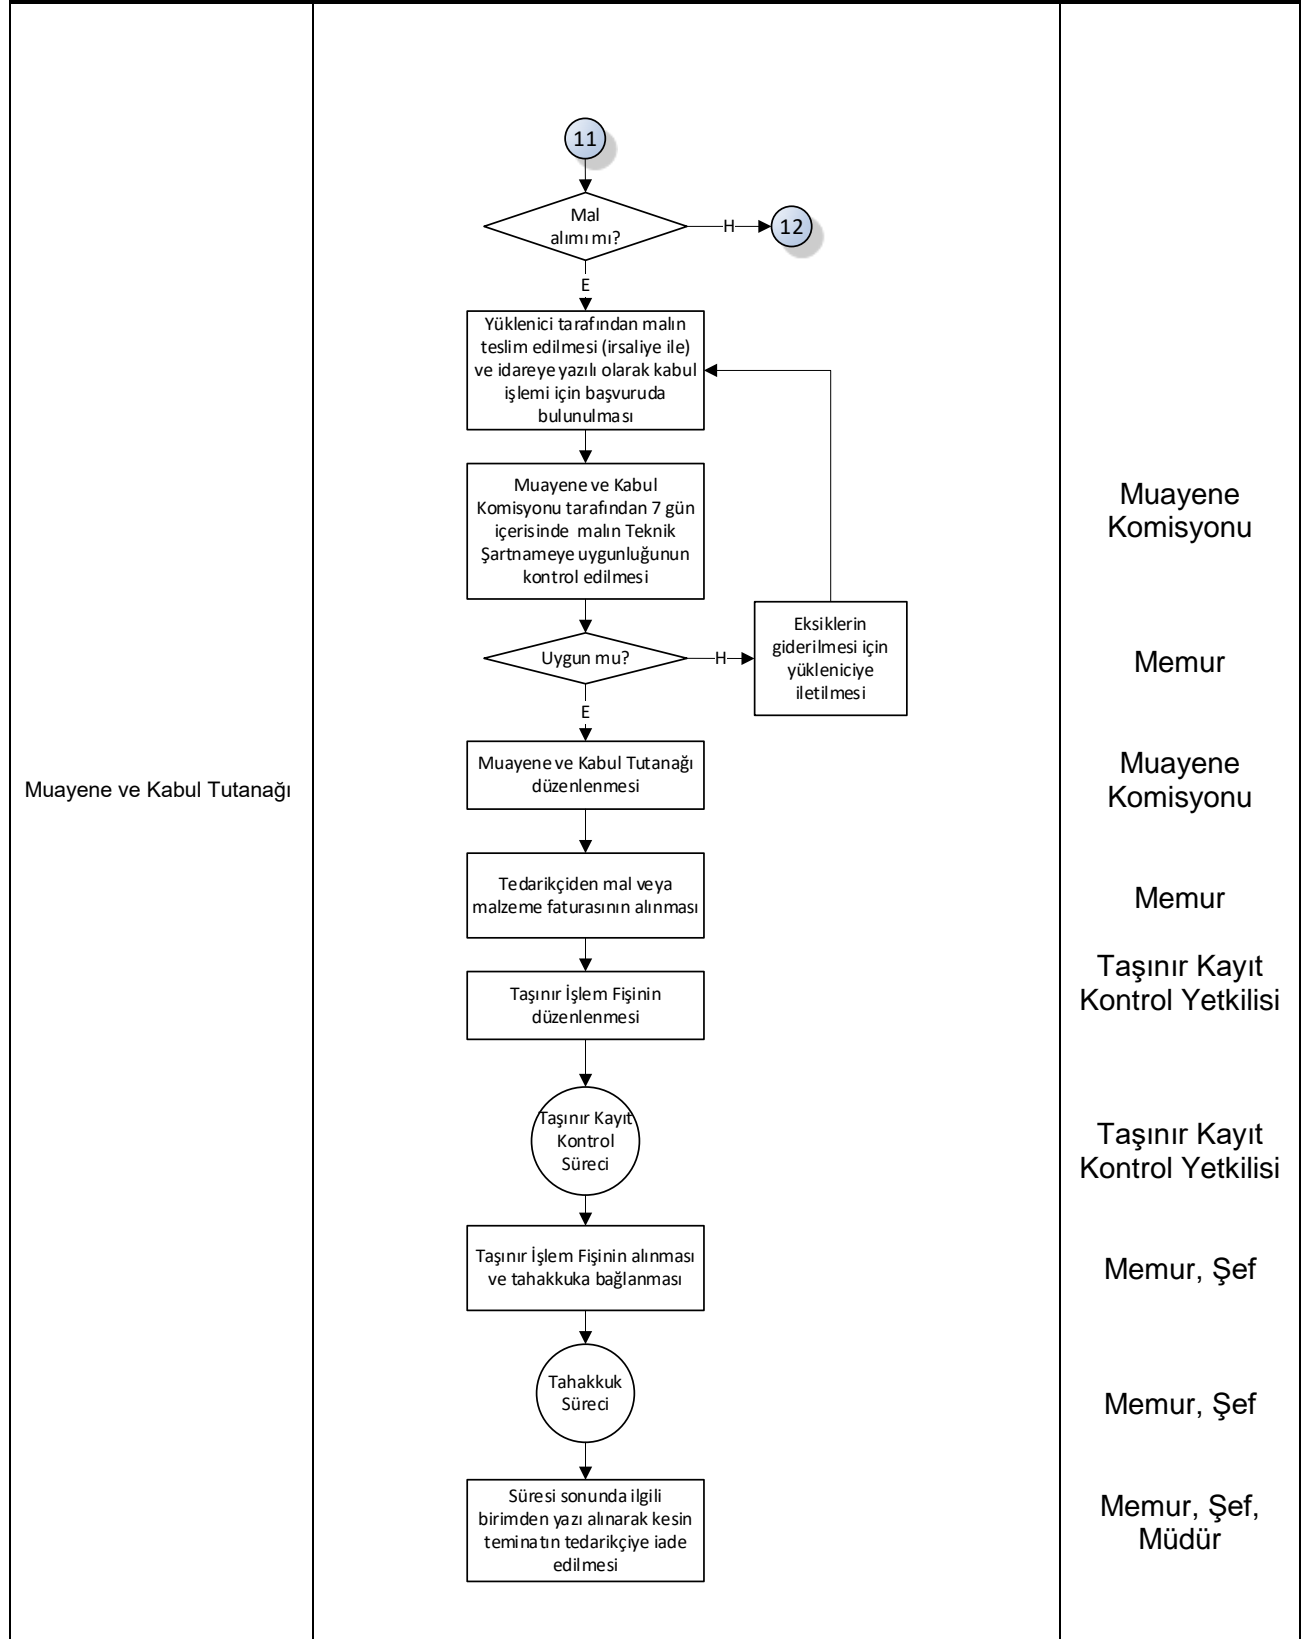 11
Mal
alımı mı?
H
12
E
Yüklenici tarafından malın
teslim edilmesi (irsaliye ile)
ve idareye yazılı olarak kabul
işlemi için başvuruda
bulunulması
Muayene ve Kabul
Komisyonu tarafından 7 gün
içerisinde malın Teknik
Şartnameye uygunluğunun
kontrol edilmesi
Muayene
Komisyonu
Uygun mu?
H
Eksiklerin
giderilmesi için
yükleniciye
iletilmesi
Memur
E
Muayene ve Kabul Tutanağı
Muayene ve Kabul Tutanağı
düzenlenmesi
Muayene
Komisyonu
Tedarikçiden mal veya
malzeme faturasının alınması
Memur
Taşınır İşlem Fişinin
düzenlenmesi
Taşınır Kayıt
Kontrol Yetkilisi
Taşınır Kayıt
Kontrol
Süreci
Taşınır Kayıt
Kontrol Yetkilisi
Taşınır İşlem Fişinin alınması
ve tahakkuka bağlanması
Memur, Şef
Tahakkuk
Süreci
Memur, Şef
Süresi sonunda ilgili
birimden yazı alınarak kesin
teminatın tedarikçiye iade
edilmesi
Memur, Şef,
Müdür